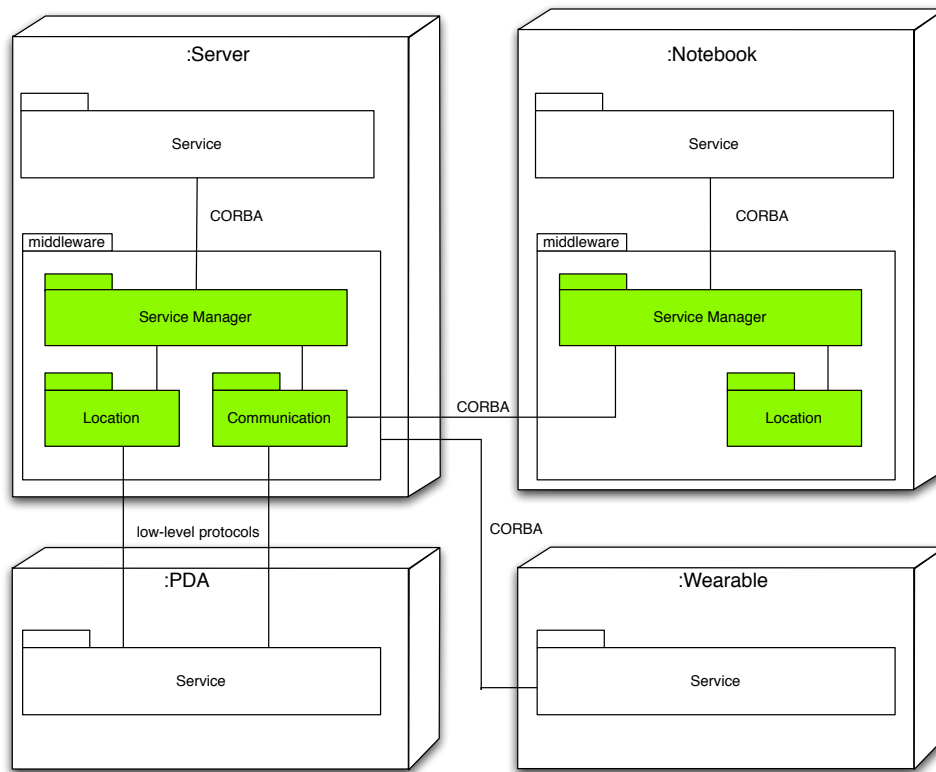 :Server
Service
CORBA
middleware
Service Manager
Location
Communication
:Notebook
Service
CORBA
middleware
Service Manager
Location
CORBA
CORBA
low-level protocols
:PDA
Service
:Wearable
Service